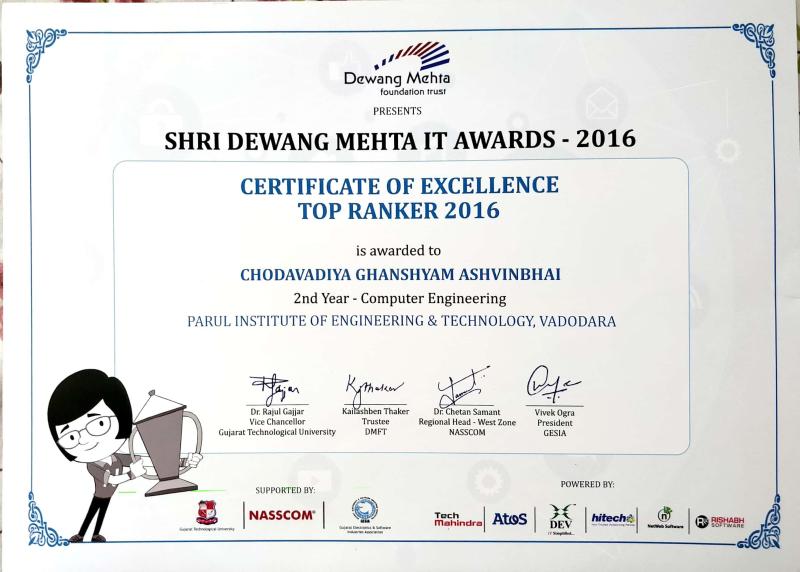 Dewang Mehta
foundation trust
PRESENTS
SHRI DEWANG MEHTA IT AWARDS - 2016
CERTIFICATE OF EXCELLENCE
TOP RANKER 2016
is awarded to
CHODAVADIYA GHANSHYAM ASHVINBHAI
2nd Year - Computer Engineering
PARUL INSTITUTE OF ENGINEERING & TECHNOLOGY, VADODARA
Dr. Rajul Gajjar
Vice Chancellor
Gujarat Technological University
Kailashben Thaker
Trustee
DMFT
Dr. Chetan Samant
Regional Head - West Zone
NASSCOM
Vivek Ogra
President
GESIA
SUPPORTED BY:
Gujarat Technological University
NASSCOM®
Gujarat Electronics & Software
Industries Association
POWERED BY:
Tech
Mahindra
Atos
DEV
IT Simplified...
hitech
NetWeb Software
RISHABH
SOFTWARE